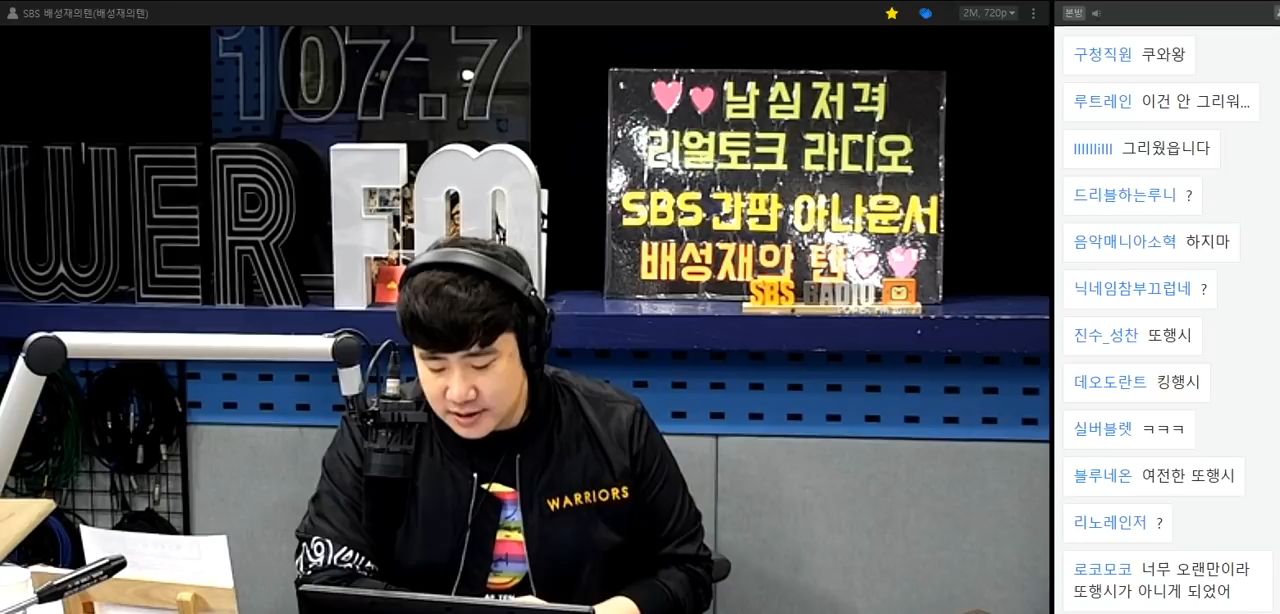 SBS 배성재의텐(배성재의텐)
2M, 720p
본방
107.7
WER FM
남심저격
리얼토크 라디오
SBS 간판 아나운서
배성재의 텐
SBS RADIO
WARRIORS
구청직원 쿠와왕
루트레인 이건 안 그리워...
그리웠읍니다
드리블하는루니 ?
음악매니아소혁 하지마
닉네임참부끄럽네 ?
진수_성찬 또행시
데오도란트 킹행시
실버블렛 ㅋㅋㅋ
블루네온 여전한 또행시
리노레인저 ?
로코모코 너무 오랜만이라
또행시가 아니게 되었어